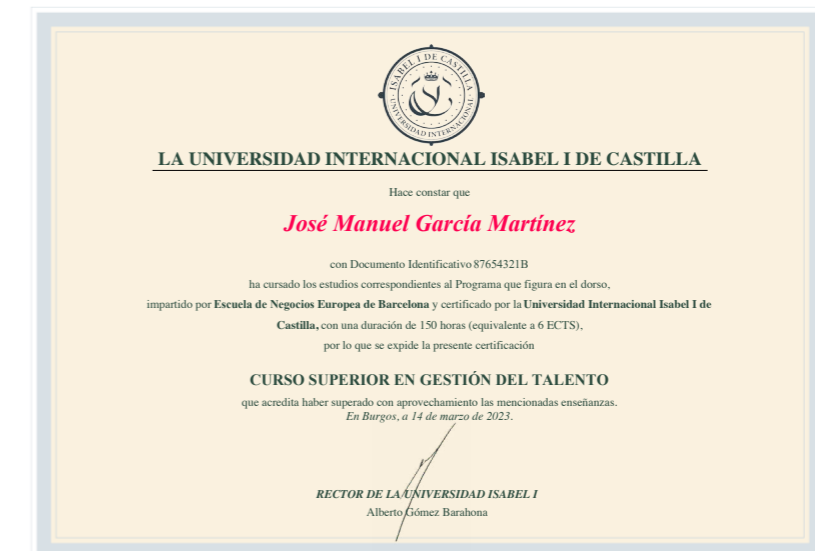 ISABEL I DE CASTILLA
UNIVERSIDAD INTERNACIONAL
LA UNIVERSIDAD INTERNACIONAL ISABEL I DE CASTILLA
Hace constar que
José Manuel García Martínez
con Documento Identificativo 87654321B
ha cursado los estudios correspondientes al Programa que figura en el dorso,
impartido por Escuela de Negocios Europea de Barcelona y certificado por la Universidad Internacional Isabel I de
Castilla, con una duración de 150 horas (equivalente a 6 ECTS),
por lo que se expide la presente certificación
CURSO SUPERIOR EN GESTIÓN DEL TALENTO
que acredita haber superado con aprovechamiento las mencionadas enseñanzas.
En Burgos, a 14 de marzo de 2023.
RECTOR DE LA UNIVERSIDAD ISABEL I
Alberto Gómez Barahona